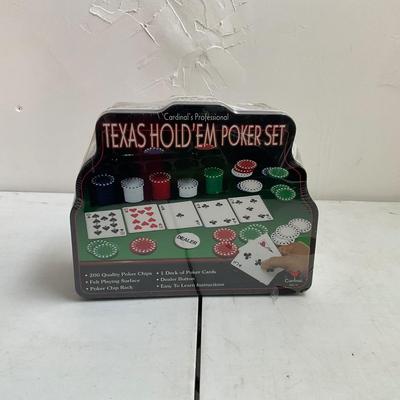 Cardinal's Professional
TEXAS HOLD'EM POKER SET
DEALER
• 200 Quality Poker Chips
• Felt Playing Surface
• Poker Chip Rack
• 1 Deck of Poker Cards
• Dealer Button
• Easy To Learn Instructions
Cardinal